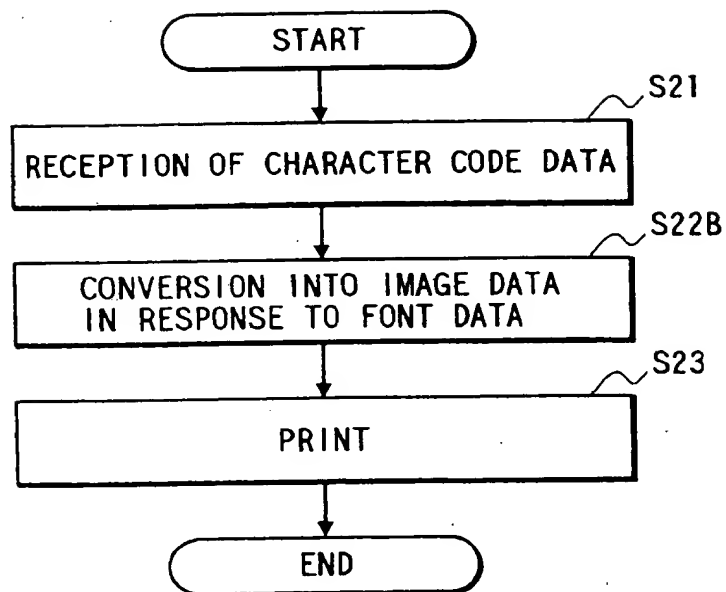 START
S21
RECEPTION OF CHARACTER CODE DATA
S22B
CONVERSION INTO IMAGE DATA
IN RESPONSE TO FONT DATA
S23
PRINT
END